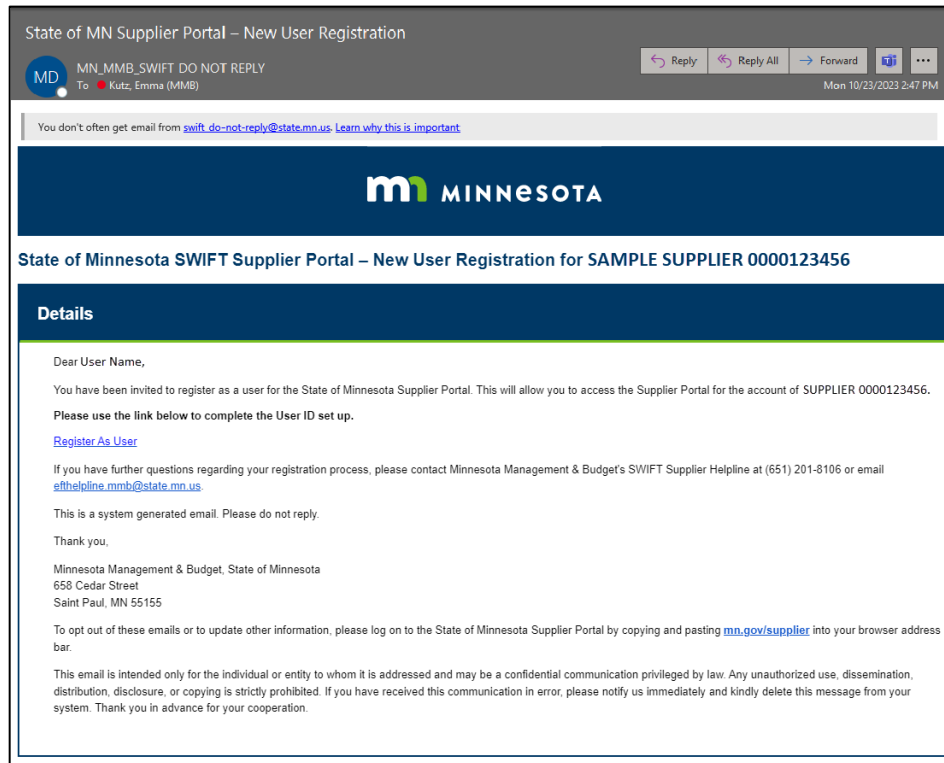 State of MN Supplier Portal – New User Registration
MD
MN_MMB_SWIFT DO NOT REPLY
To Kutz, Emma (MMB)
Reply
Reply All
Forward
Mon 10/23/2023 2:47 PM
You don't often get email from swift_do-not-reply@state.mn.us. Learn why this is important
mn MINNESOTA
State of Minnesota SWIFT Supplier Portal – New User Registration for SAMPLE SUPPLIER 0000123456
Details
Dear User Name,
You have been invited to register as a user for the State of Minnesota Supplier Portal. This will allow you to access the Supplier Portal for the account of SUPPLIER 0000123456.
Please use the link below to complete the User ID set up.
Register As User
If you have further questions regarding your registration process, please contact Minnesota Management & Budget's SWIFT Supplier Helpline at (651) 201-8106 or email
efthelpline.mmb@state.mn.us.
This is a system generated email. Please do not reply.
Thank you,
Minnesota Management & Budget, State of Minnesota
658 Cedar Street
Saint Paul, MN 55155
To opt out of these emails or to update other information, please log on to the State of Minnesota Supplier Portal by copying and pasting mn.gov/supplier into your browser address
bar.
This email is intended only for the individual or entity to whom it is addressed and may be a confidential communication privileged by law. Any unauthorized use, dissemination,
distribution, disclosure, or copying is strictly prohibited. If you have received this communication in error, please notify us immediately and kindly delete this message from your
system. Thank you in advance for your cooperation.